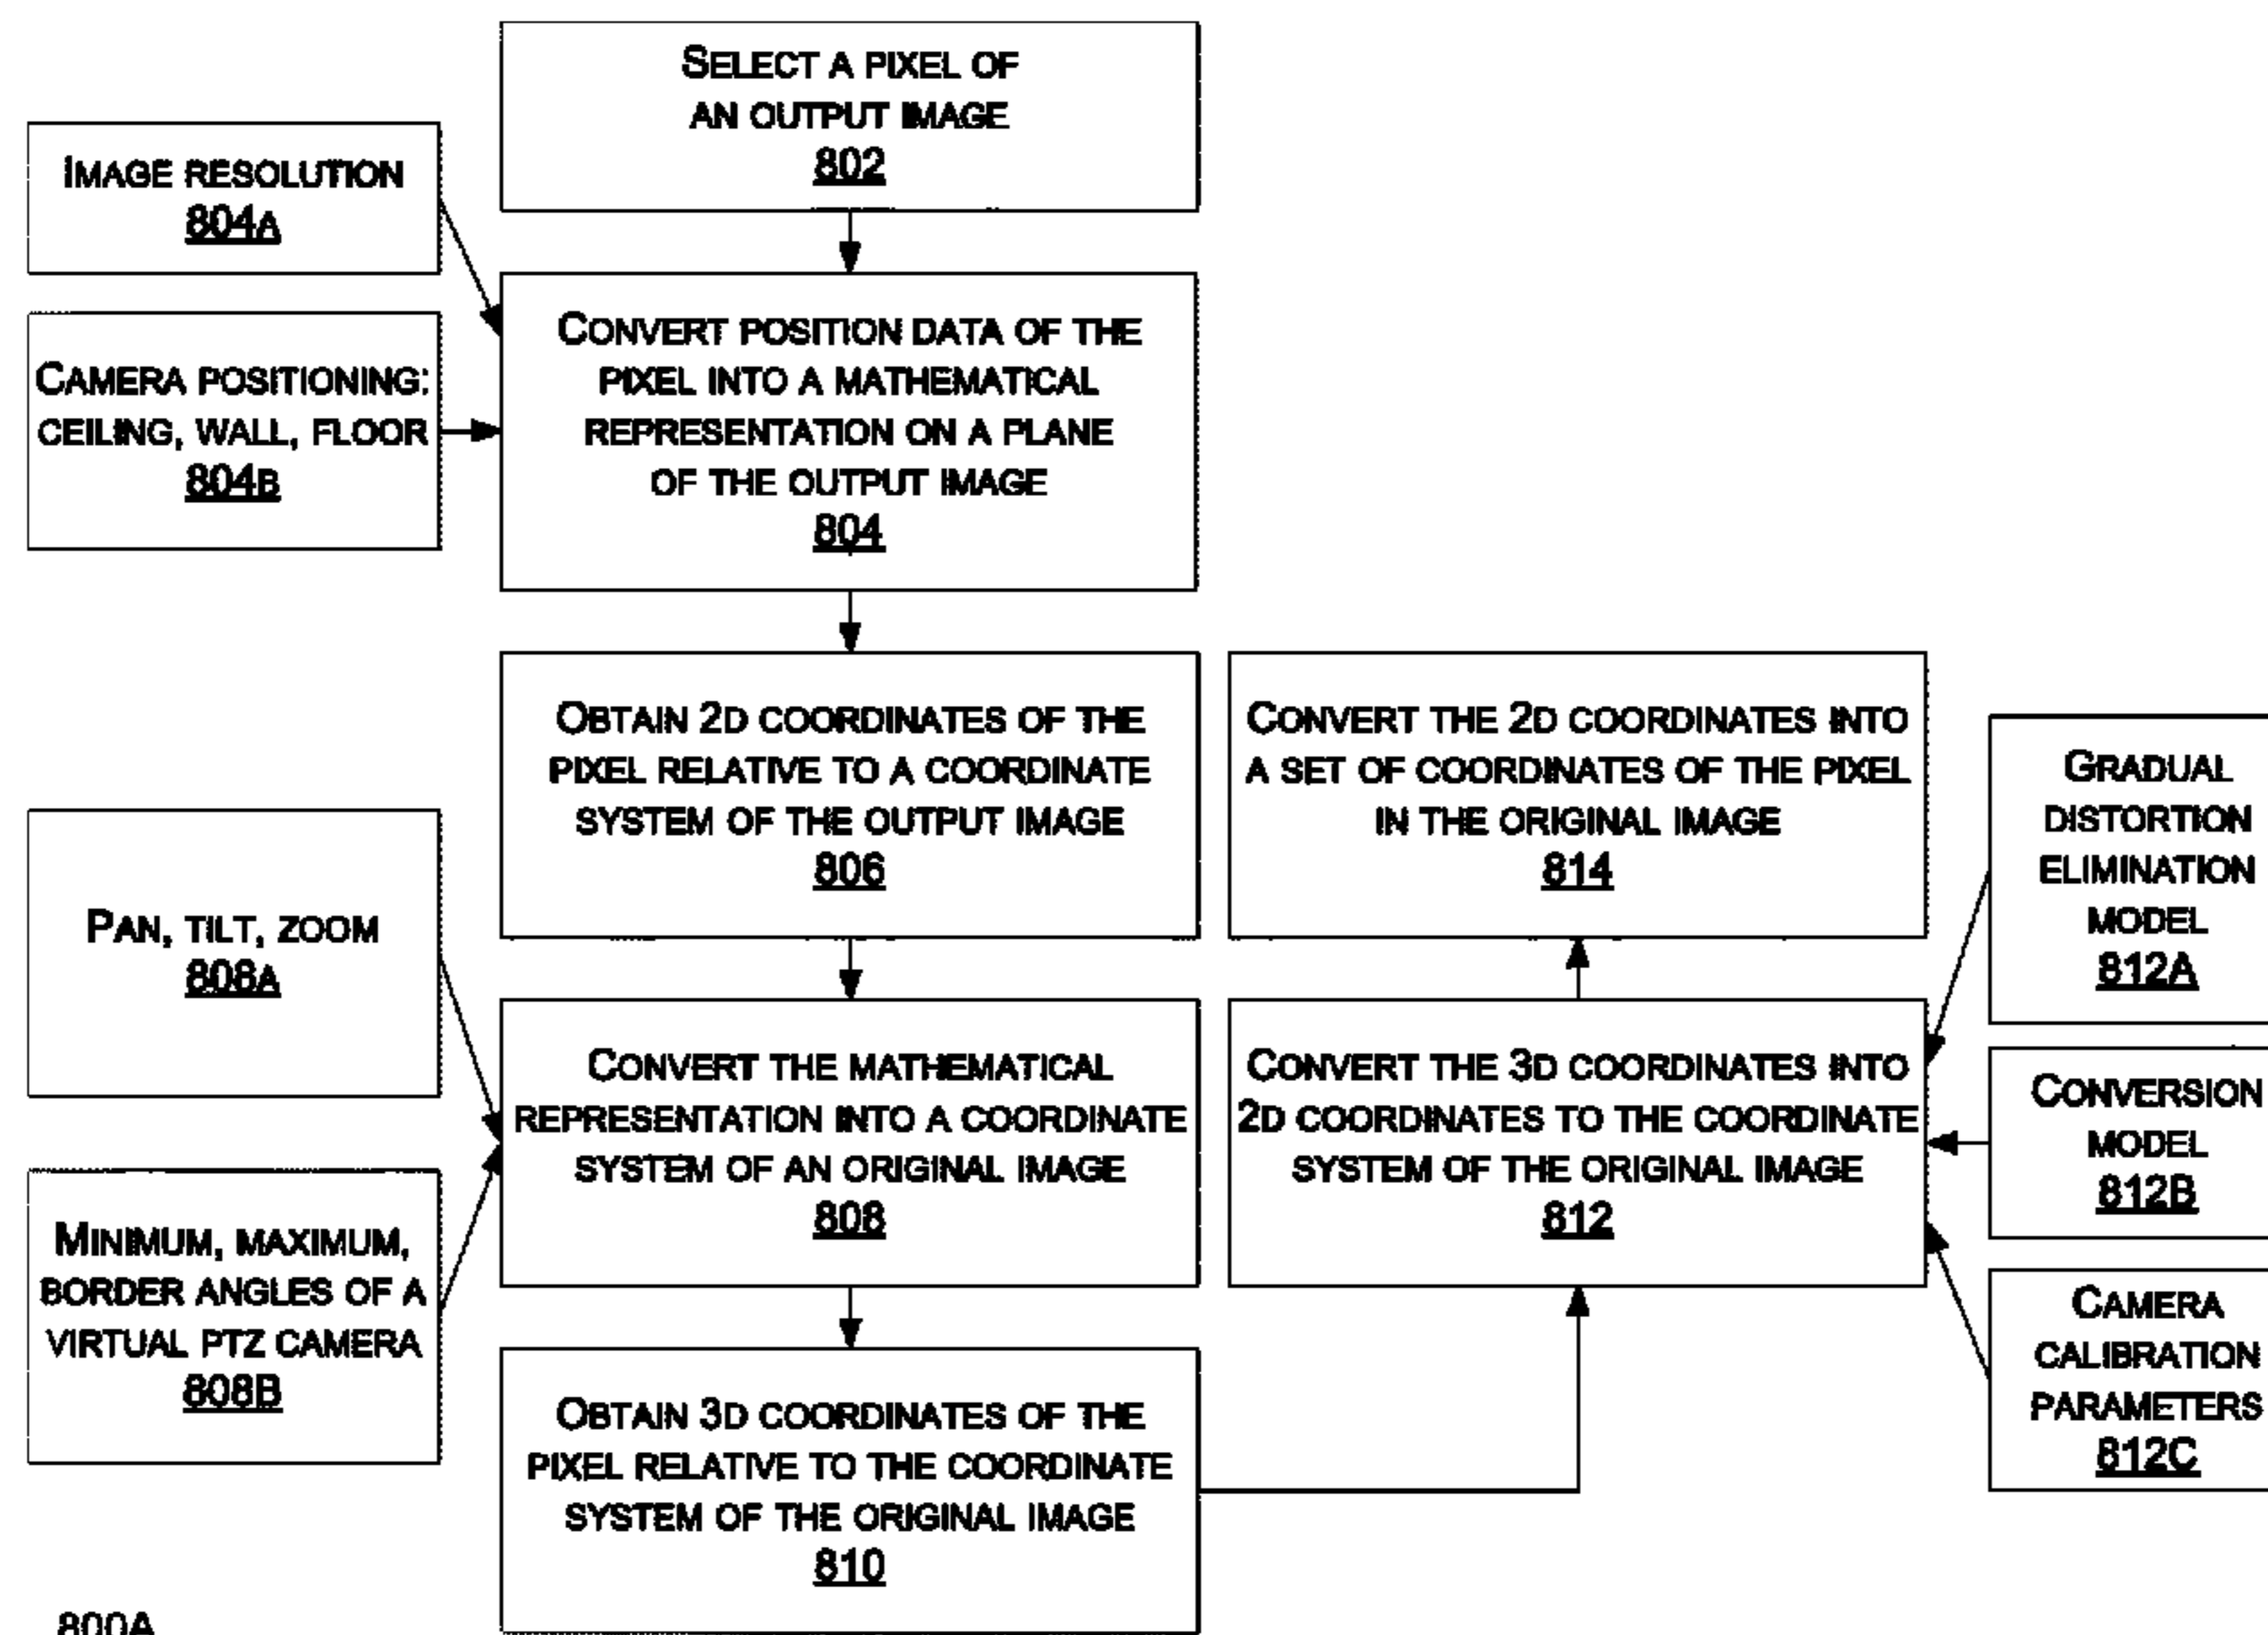 SELECT A PIXEL OF
AN OUTPUT IMAGE
802
IMAGE RESOLUTION
804A
CAMERA POSITIONING:
CEILING, WALL, FLOOR
804B
CONVERT POSITION DATA OF THE
PIXEL INTO A MATHEMATICAL
REPRESENTATION ON A PLANE
OF THE OUTPUT IMAGE
804
OBTAIN 2D COORDINATES OF THE
PIXEL RELATIVE TO A COORDINATE
SYSTEM OF THE OUTPUT IMAGE
806
PAN, TILT, ZOOM
808A
MINIMUM, MAXIMUM,
BORDER ANGLES OF A
VIRTUAL PTZ CAMERA
808B
CONVERT THE MATHEMATICAL
REPRESENTATION INTO A COORDINATE
SYSTEM OF AN ORIGINAL IMAGE
808
OBTAIN 3D COORDINATES OF THE
PIXEL RELATIVE TO THE COORDINATE
SYSTEM OF THE ORIGINAL IMAGE
810
CONVERT THE 3D COORDINATES INTO
2D COORDINATES TO THE COORDINATE
SYSTEM OF THE ORIGINAL IMAGE
812
GRADUAL
DISTORTION
ELIMINATION
MODEL
812A
CONVERSION
MODEL
812B
CAMERA
CALIBRATION
PARAMETERS
812C
CONVERT THE 2D COORDINATES INTO
A SET OF COORDINATES OF THE PIXEL
IN THE ORIGINAL IMAGE
814
800A